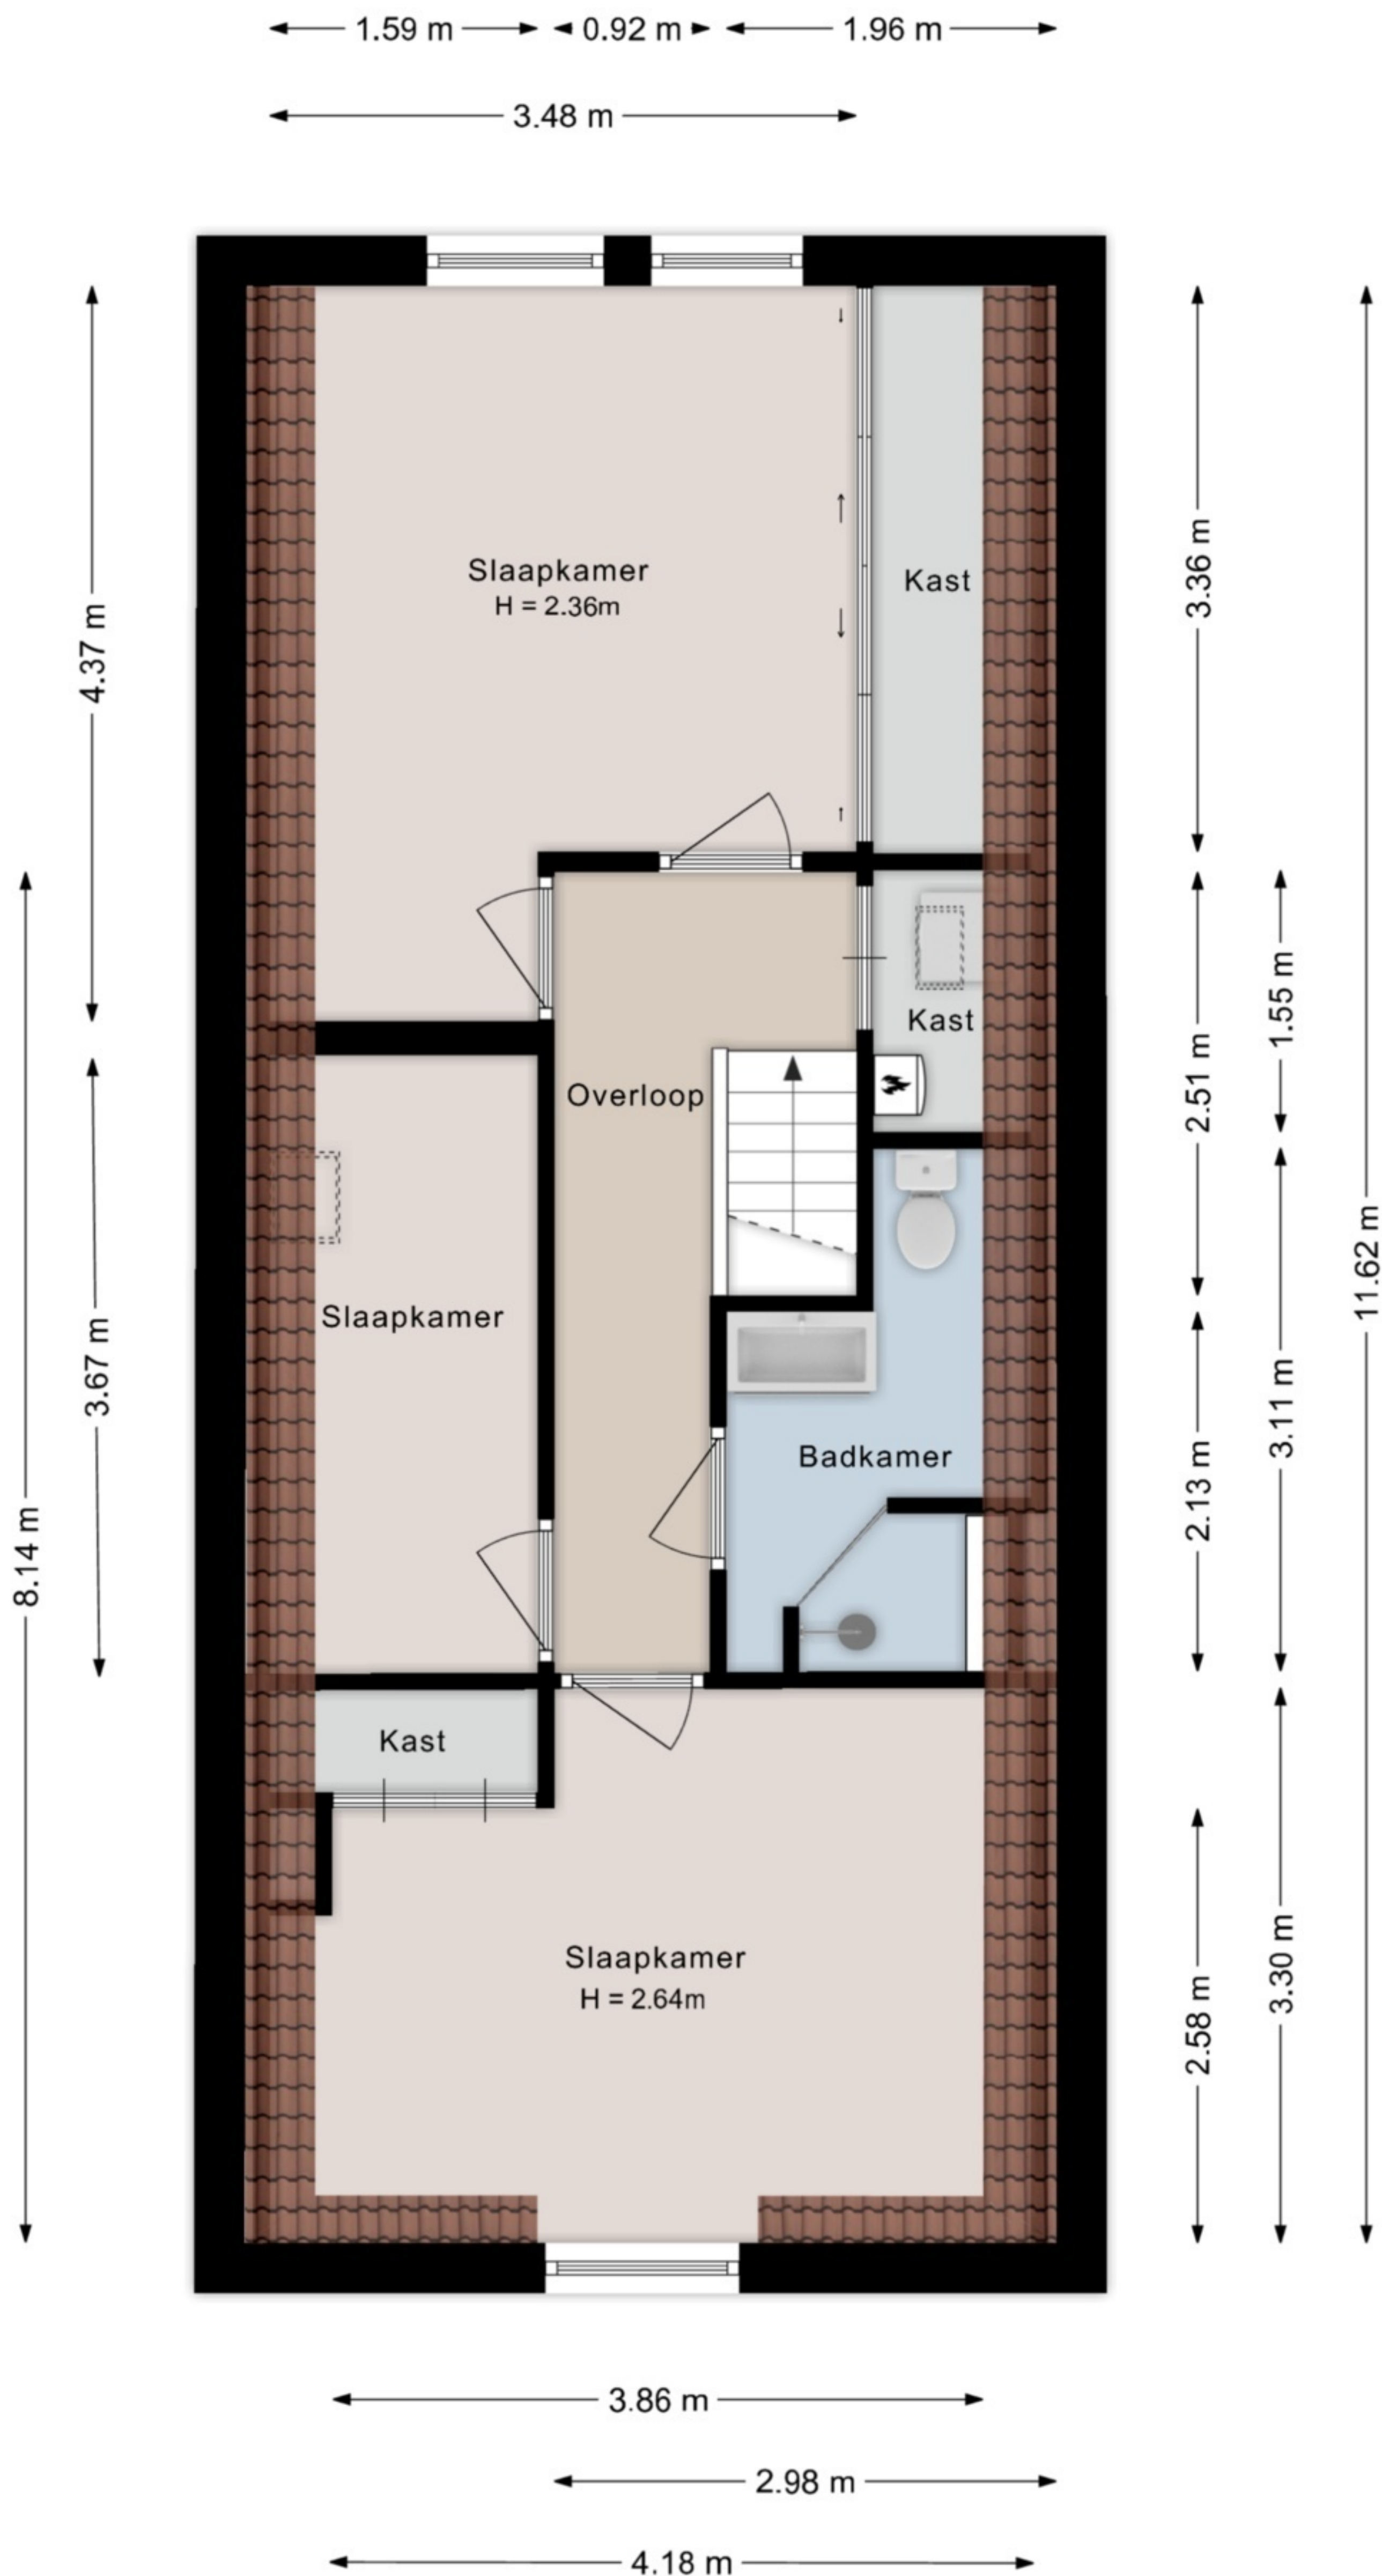 1.59 m
0.92 m
1.96 m
3.48 m
Slaapkamer
H = 2.36m
Kast
3.36 m
4.37 m
Kast
1.55 m
2.51 m
Overloop
11.62 m
Slaapkamer
3.67 m
Badkamer
3.11 m
2.13 m
8.14 m
Kast
Slaapkamer
H = 2.64m
3.30 m
2.58 m
3.86 m
2.98 m
4.18 m